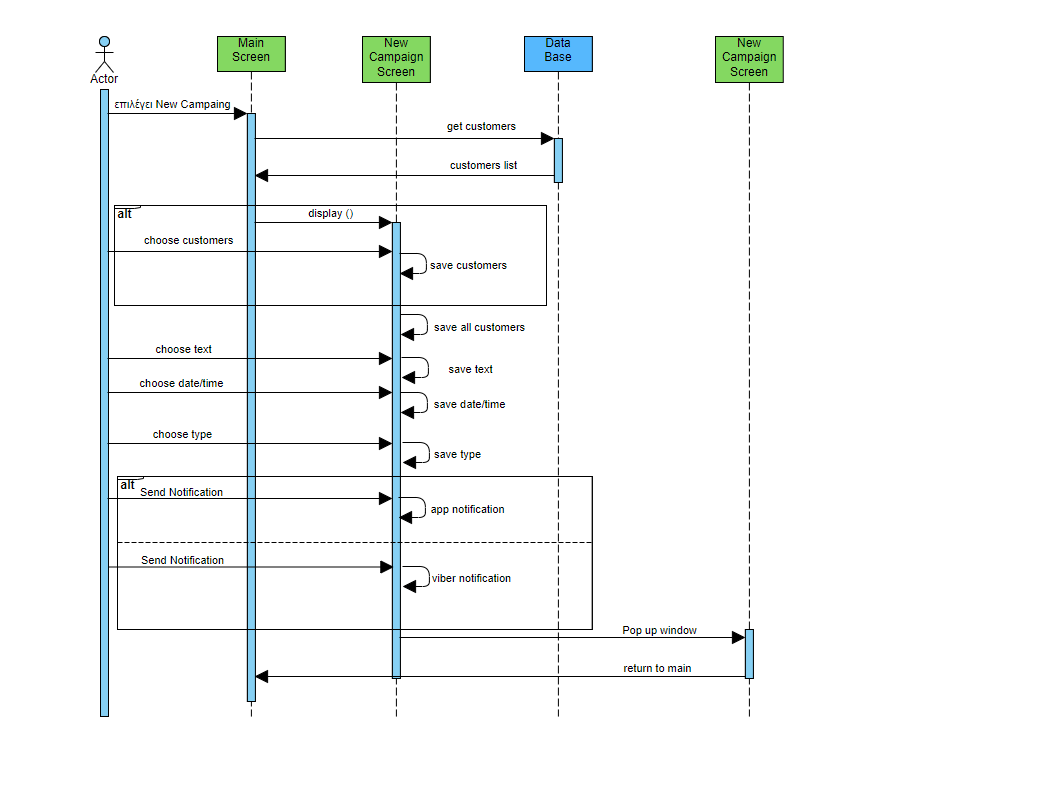 Main
Screen
New
Campaign
Screen
Data
Base
New
Campaign
Screen
Actor
επιλέγει New Campaing
get customers
customers list
alt
display ()
choose customers
save customers
save all customers
choose text
save text
choose date/time
save date/time
choose type
save type
alt
Send Notification
app notification
Send Notification
viber notification
Pop up window
return to main